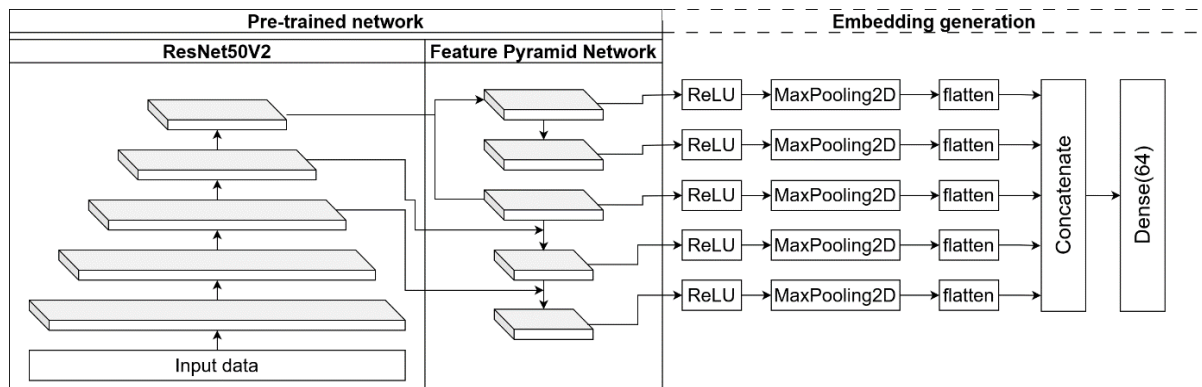 Pre-trained network
Embedding generation
ResNet50V2
Feature Pyramid Network
ReLU MaxPooling2D flatten
ReLU MaxPooling2D flatten
ReLU MaxPooling2D flatten
ReLU MaxPooling2D flatten
ReLU MaxPooling2D flatten
Concatenate
Dense(64)
Input data